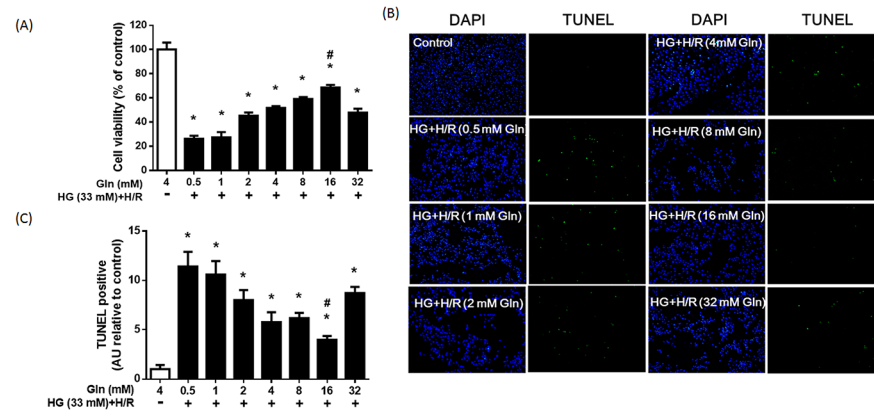 (A)
Cell viability (% of control)
120
100
80
60
40
20
0
*
*
*
*
*
#
*
*
Gln (mM) 4 0.5 1 2 4 8 16 32
HG (33 mM)+H/R - + + + + + + +
(C)
TUNEL positive
(AU relative to control)
15
10
5
0
*
*
*
*
*
#
*
*
Gln (mM) 4 0.5 1 2 4 8 16 32
HG (33 mM)+H/R - + + + + + + +
(B)
DAPI TUNEL DAPI TUNEL
Control
HG+H/R (4mM Gln)
HG+H/R (0.5 mM Gln)
HG+H/R (8 mM Gln)
HG+H/R (1 mM Gln)
HG+H/R (16 mM Gln)
HG+H/R (2 mM Gln)
HG+H/R (32 mM Gln)